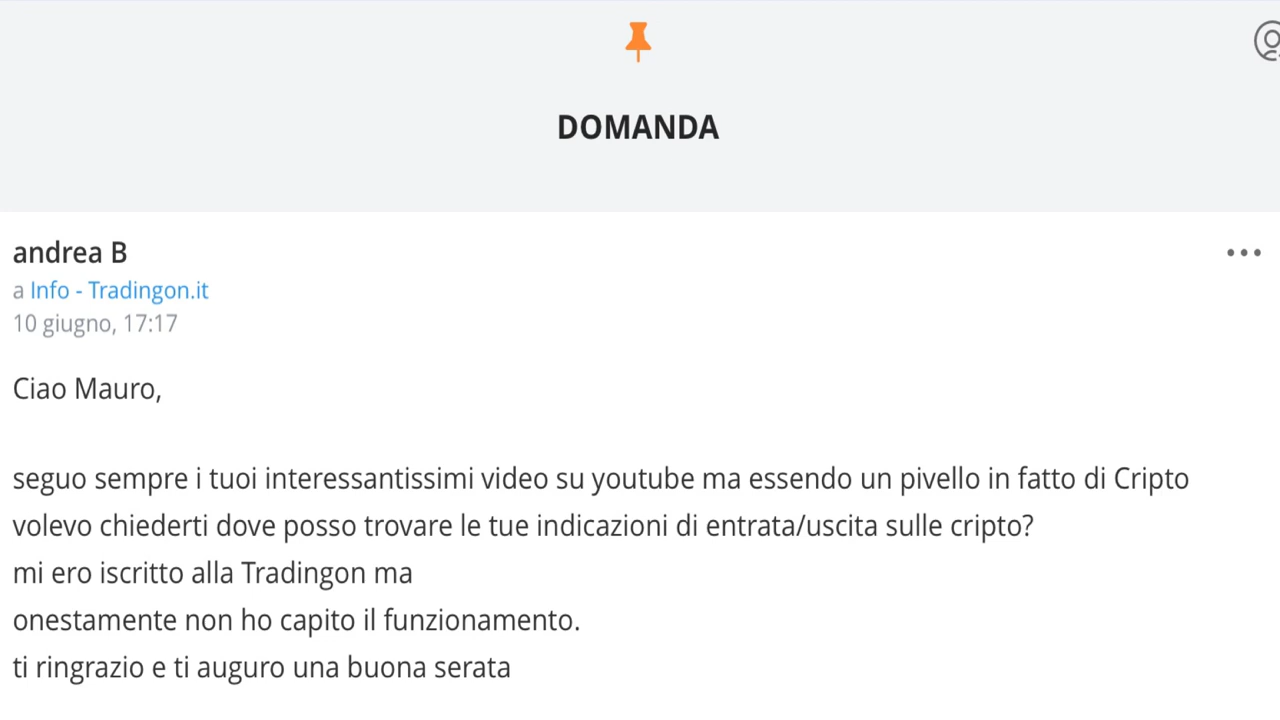 DOMANDA
andrea B
a Info - Tradingon.it
10 giugno, 17:17
Ciao Mauro,
seguo sempre i tuoi interessantissimi video su youtube ma essendo un pivello in fatto di Cripto
volevo chiederti dove posso trovare le tue indicazioni di entrata/uscita sulle cripto?
mi ero iscritto alla Tradingon ma
onestamente non ho capito il funzionamento.
ti ringrazio e ti auguro una buona serata